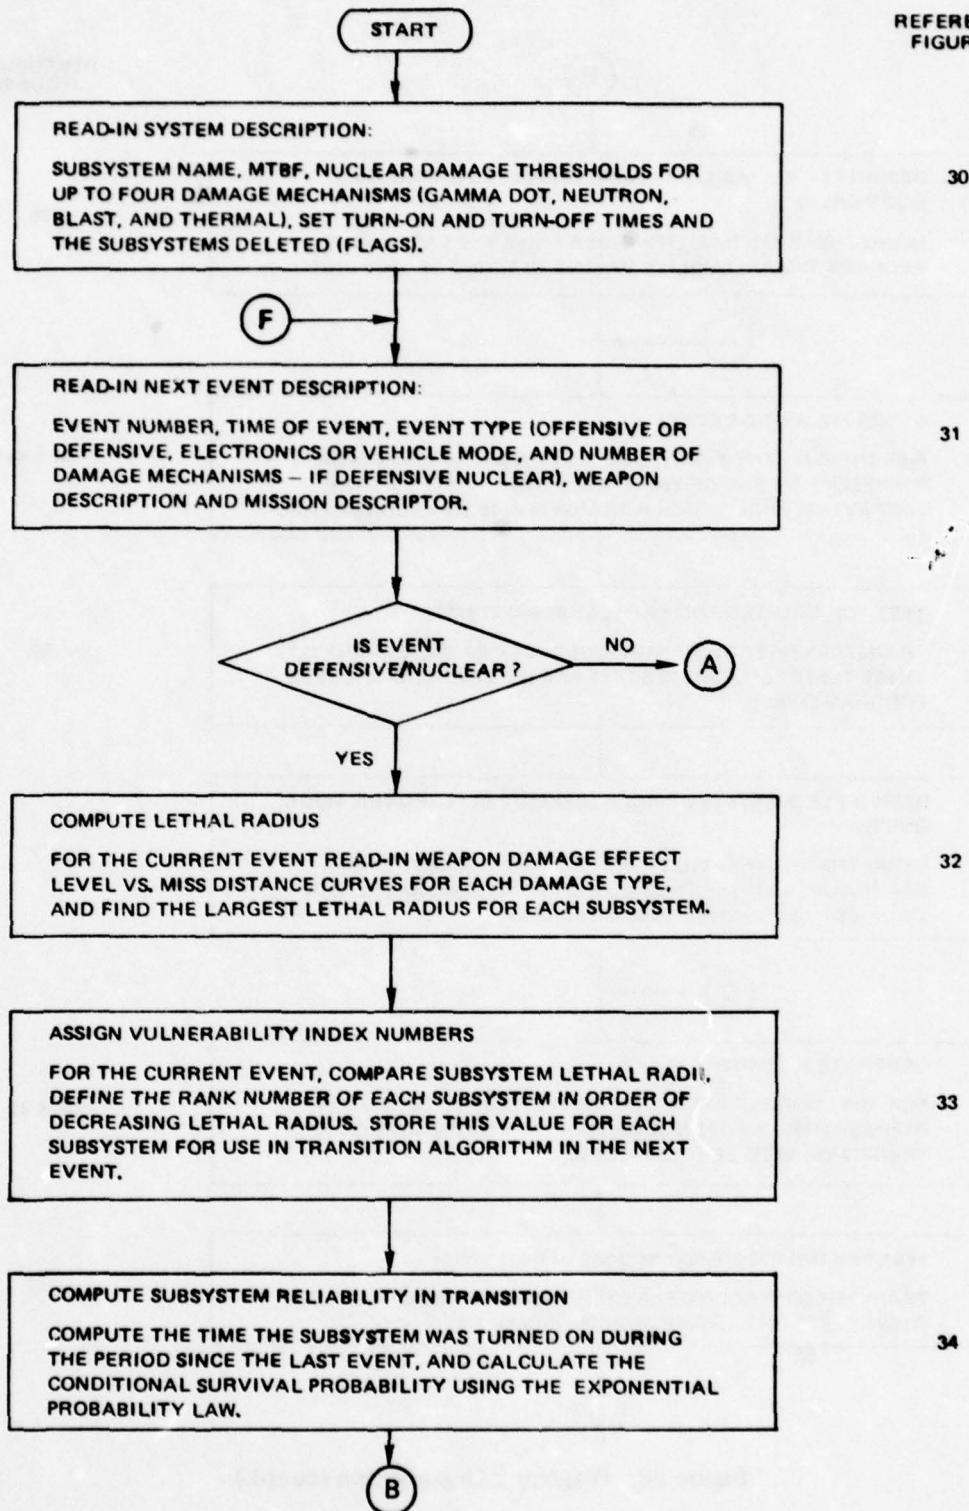 START
REFERE
FIGUR
READ-IN SYSTEM DESCRIPTION:
SUBSYSTEM NAME, MTBF, NUCLEAR DAMAGE THRESHOLDS FOR
UP TO FOUR DAMAGE MECHANISMS (GAMMA DOT, NEUTRON,
BLAST, AND THERMAL), SET TURN-ON AND TURN-OFF TIMES AND
THE SUBSYSTEMS DELETED (FLAGS).
30
F
READ-IN NEXT EVENT DESCRIPTION:
EVENT NUMBER, TIME OF EVENT, EVENT TYPE (OFFENSIVE OR
DEFENSIVE, ELECTRONICS OR VEHICLE MODE, AND NUMBER OF
DAMAGE MECHANISMS – IF DEFENSIVE NUCLEAR), WEAPON
DESCRIPTION AND MISSION DESCRIPTOR.
31
IS EVENT
DEFENSIVE/NUCLEAR ?
NO
A
YES
COMPUTE LETHAL RADIUS
FOR THE CURRENT EVENT READ-IN WEAPON DAMAGE EFFECT
LEVEL VS. MISS DISTANCE CURVES FOR EACH DAMAGE TYPE,
AND FIND THE LARGEST LETHAL RADIUS FOR EACH SUBSYSTEM.
32
ASSIGN VULNERABILITY INDEX NUMBERS
FOR THE CURRENT EVENT, COMPARE SUBSYSTEM LETHAL RADII,
DEFINE THE RANK NUMBER OF EACH SUBSYSTEM IN ORDER OF
DECREASING LETHAL RADIUS. STORE THIS VALUE FOR EACH
SUBSYSTEM FOR USE IN TRANSITION ALGORITHM IN THE NEXT
EVENT.
33
COMPUTE SUBSYSTEM RELIABILITY IN TRANSITION
COMPUTE THE TIME THE SUBSYSTEM WAS TURNED ON DURING
THE PERIOD SINCE THE LAST EVENT, AND CALCULATE THE
CONDITIONAL SURVIVAL PROBABILITY USING THE EXPONENTIAL
PROBABILITY LAW.
34
B